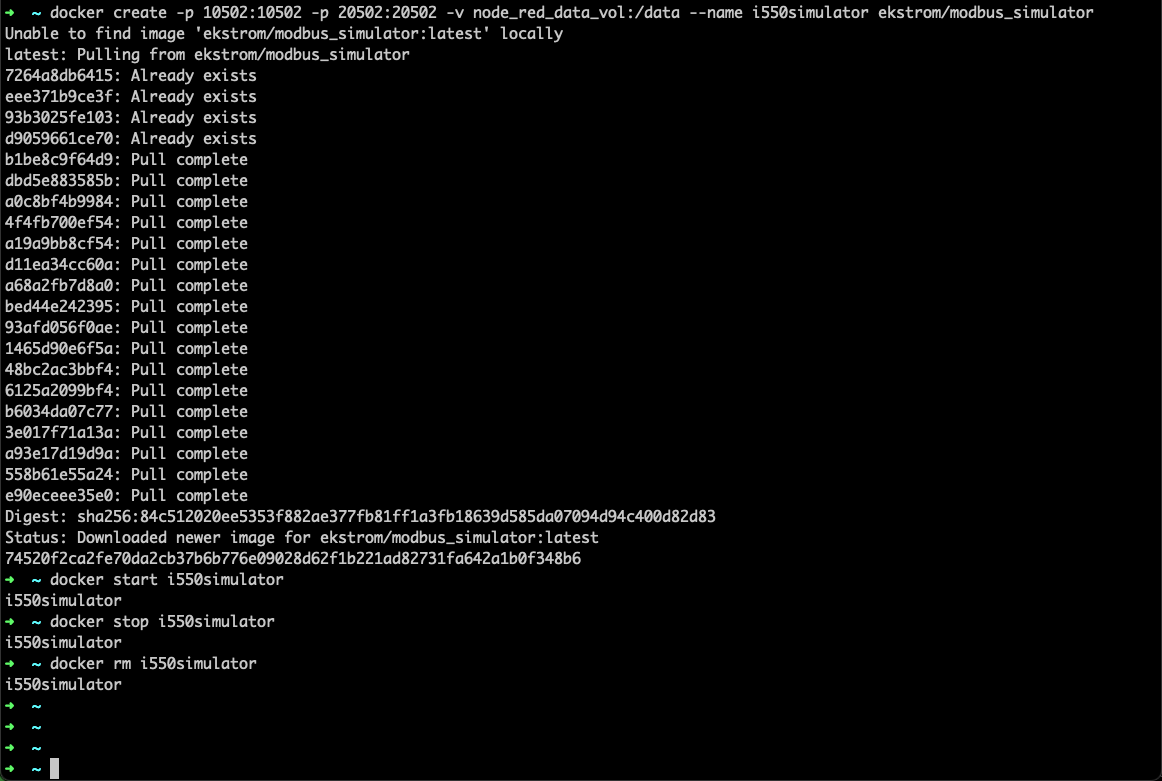 ➜  ~ docker create -p 10502:10502 -p 20502:20502 -v node_red_data_vol:/data --name i550simulator ekstrom/modbus_simulator
Unable to find image 'ekstrom/modbus_simulator:latest' locally
latest: Pulling from ekstrom/modbus_simulator
7264a8db6415: Already exists
eee371b9ce3f: Already exists
93b3025fe103: Already exists
d9059661ce70: Already exists
b1be8c9f64d9: Pull complete
dbd5e883585b: Pull complete
a0c8bf4b9984: Pull complete
4f4fb700ef54: Pull complete
a19a9bb8cf54: Pull complete
d11ea34cc60a: Pull complete
a68a2fb7d8a0: Pull complete
bed44e242395: Pull complete
93afd056f0ae: Pull complete
1465d90e6f5a: Pull complete
48bc2ac3bbf4: Pull complete
6125a2099bf4: Pull complete
b6034da07c77: Pull complete
3e017f71a13a: Pull complete
a93e17d19d9a: Pull complete
558b61e55a24: Pull complete
e90eceee35e0: Pull complete
Digest: sha256:84c512020ee5353f882ae377fb81ff1a3fb18639d585da07094d94c400d82d83
Status: Downloaded newer image for ekstrom/modbus_simulator:latest
74520f2ca2fe70da2cb37b6b776e09028d62f1b221ad82731fa642a1b0f348b6
➜  ~ docker start i550simulator
i550simulator
➜  ~ docker stop i550simulator
i550simulator
➜  ~ docker rm i550simulator
i550simulator
➜  ~
➜  ~
➜  ~
➜  ~